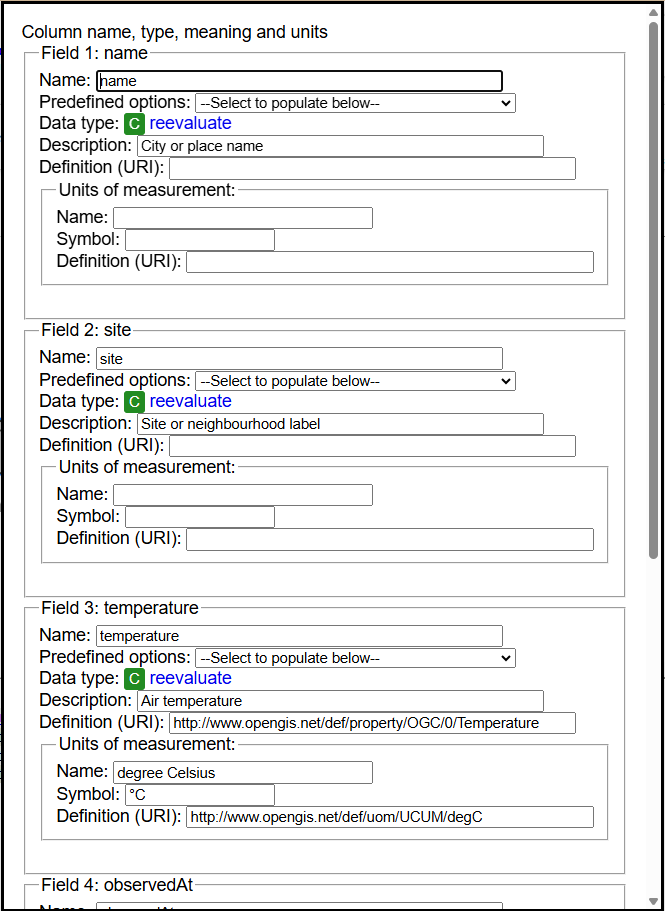 Column name, type, meaning and units
Field 1: name
Name: name
Predefined options: --Select to populate below--
Data type: C reevaluate
Description: City or place name
Definition (URI):
Units of measurement:
Name:
Symbol:
Definition (URI):
Field 2: site
Name: site
Predefined options: --Select to populate below--
Data type: C reevaluate
Description: Site or neighbourhood label
Definition (URI):
Units of measurement:
Name:
Symbol:
Definition (URI):
Field 3: temperature
Name: temperature
Predefined options: --Select to populate below--
Data type: C reevaluate
Description: Air temperature
Definition (URI): http://www.opengis.net/def/property/OGC/0/Temperature
Units of measurement:
Name: degree Celsius
Symbol: °C
Definition (URI): http://www.opengis.net/def/uom/UCUM/degC
Field 4: observedAt